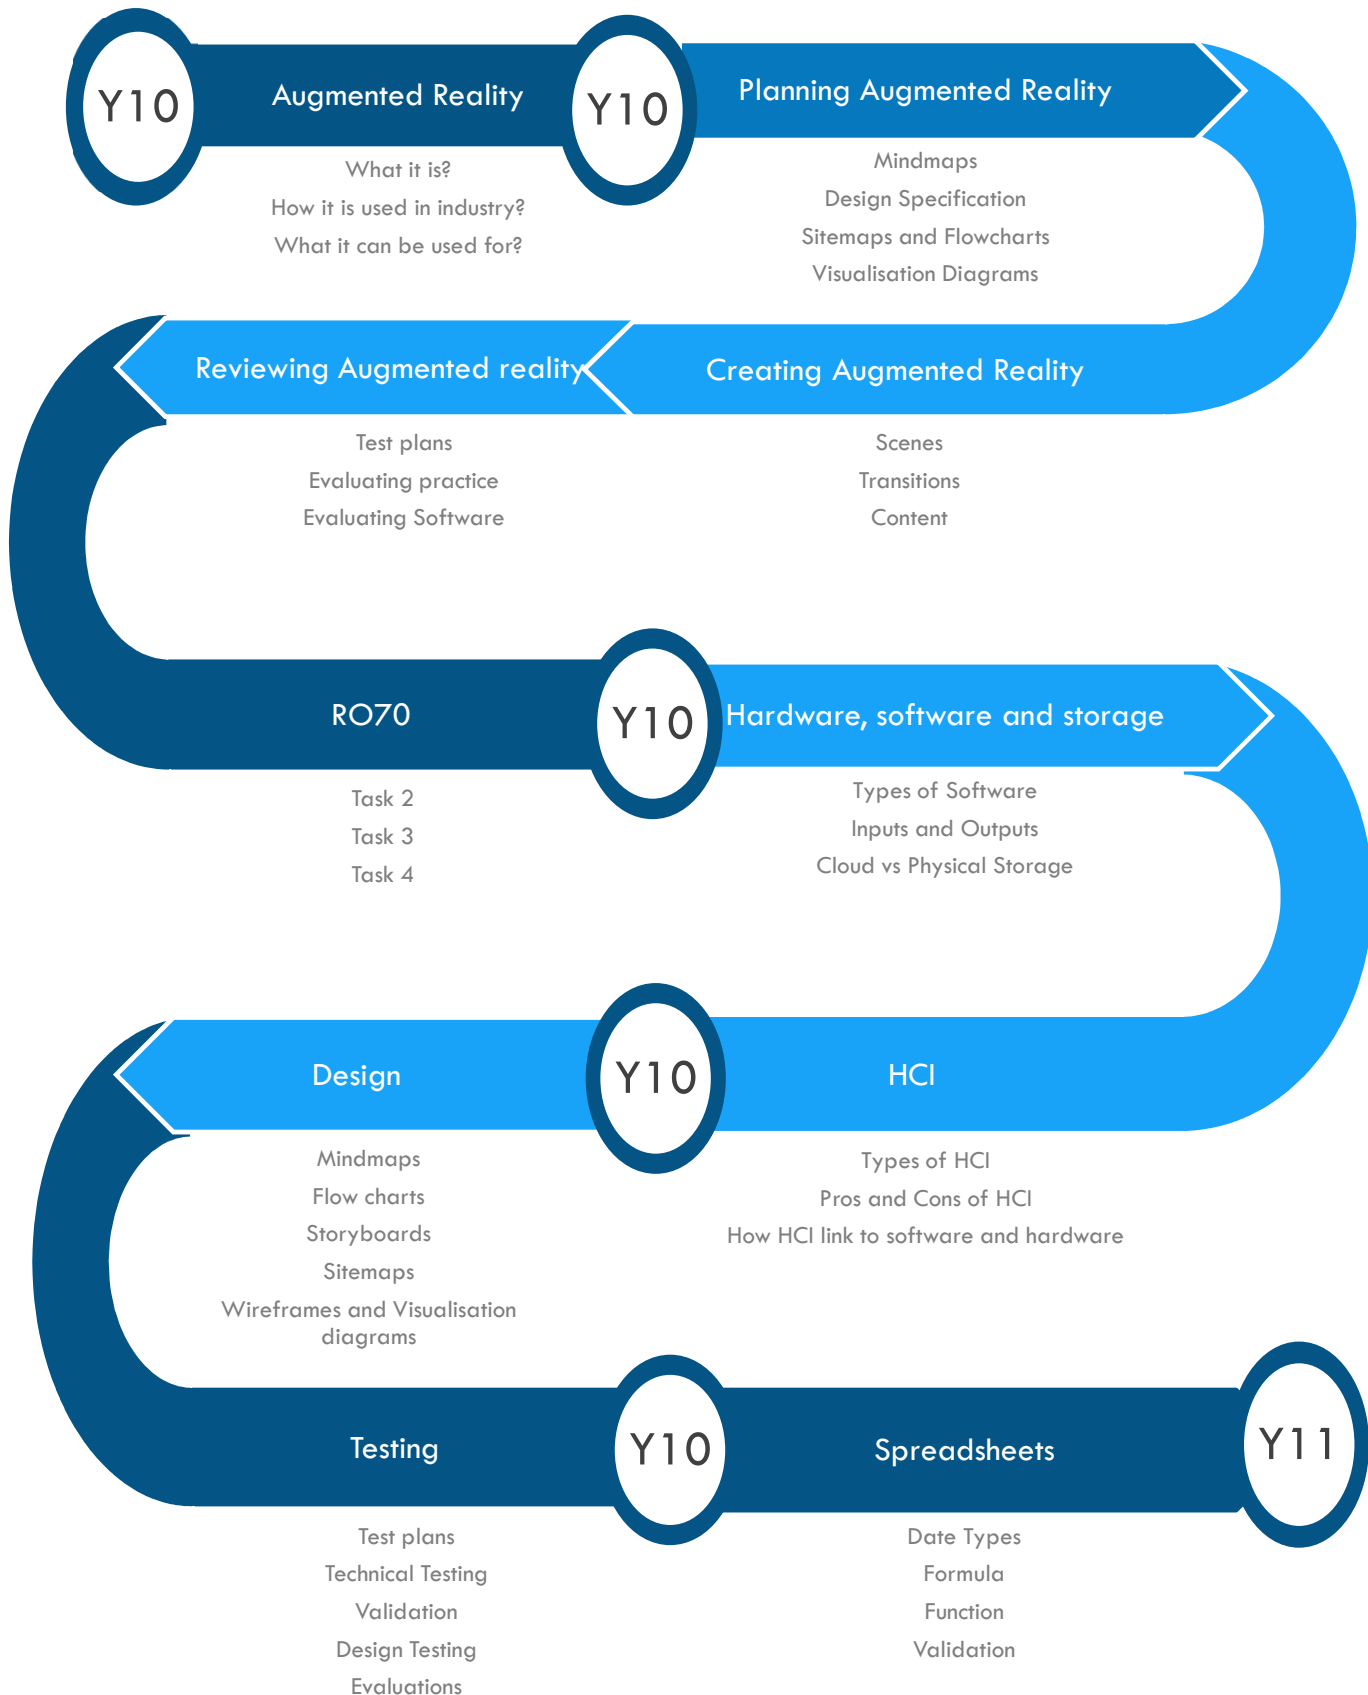 Y10
Augmented Reality
What it is?
How it is used in industry?
What it can be used for?
Y10
Planning Augmented Reality
Mindmaps
Design Specification
Sitemaps and Flowcharts
Visualisation Diagrams
Creating Augmented Reality
Scenes
Transitions
Content
Reviewing Augmented reality
Test plans
Evaluating practice
Evaluating Software
RO70
Task 2
Task 3
Task 4
Y10
Hardware, software and storage
Types of Software
Inputs and Outputs
Cloud vs Physical Storage
HCI
Types of HCI
Pros and Cons of HCI
How HCI link to software and hardware
Y10
Design
Mindmaps
Flow charts
Storyboards
Sitemaps
Wireframes and Visualisation
diagrams
Testing
Test plans
Technical Testing
Validation
Design Testing
Evaluations
Y10
Spreadsheets
Date Types
Formula
Function
Validation
Y11